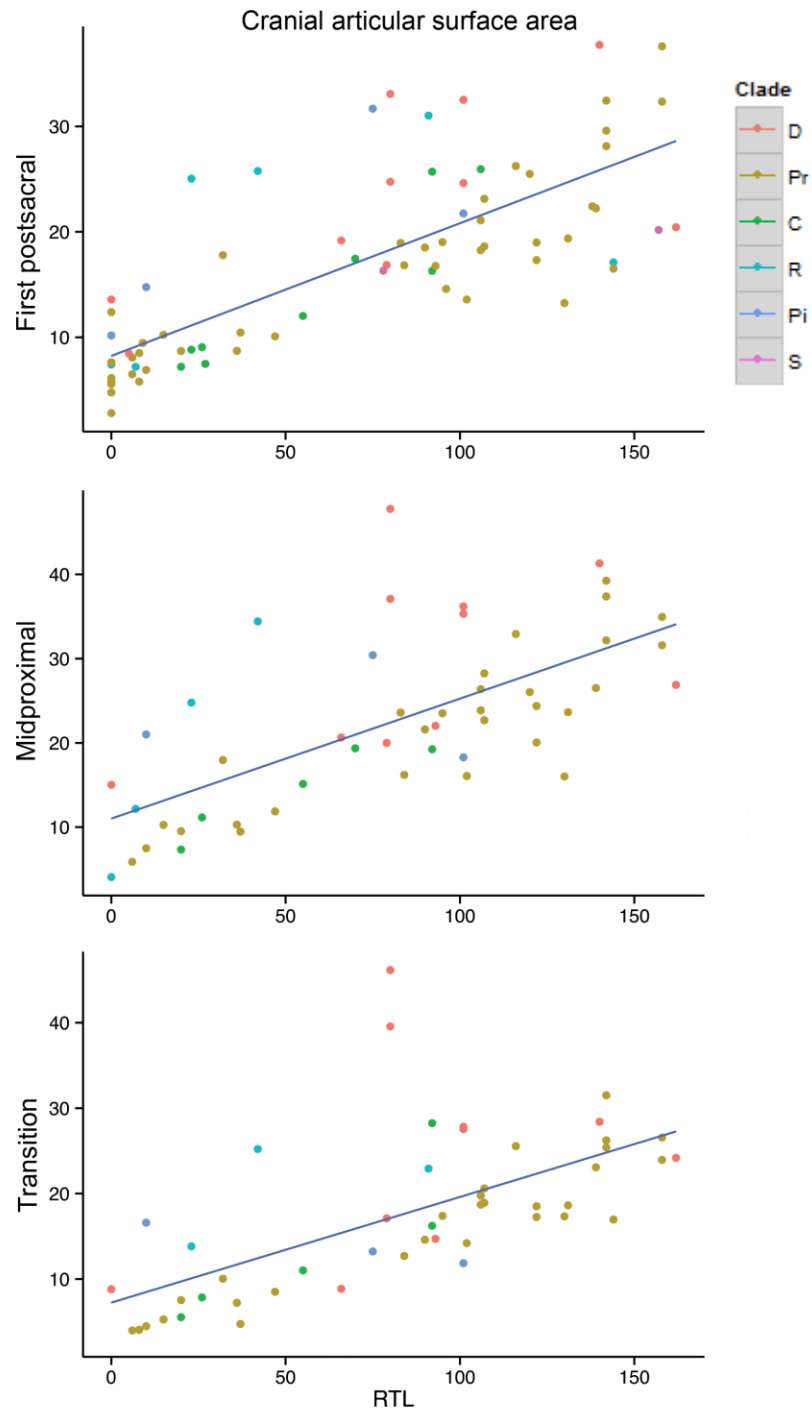 Cranial articular surface area
First postsacral
30
20
10
0 50 100 150
Clade
D
Pr
C
R
Pi
S
Midproximal
40
30
20
10
0 50 100 150
Transition
40
30
20
10
0 50 100 150
RTL